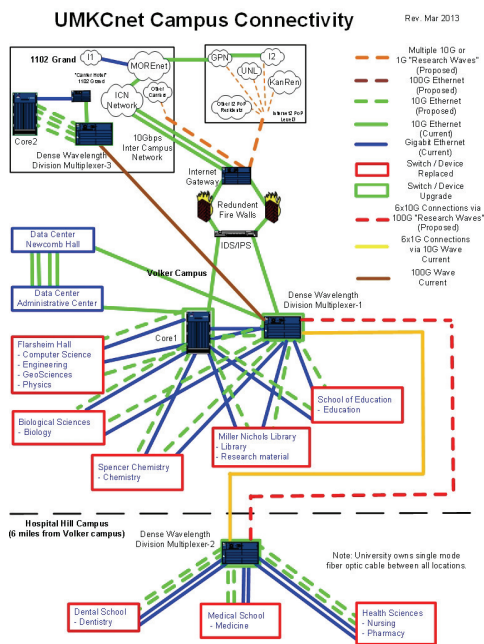 UMKCnet Campus Connectivity
Rev. Mar 2013
1102 Grand
"Carrier Hotel"
1102 Grand
I1
MOREnet
ICN
Network
Other
Carriers
Core2
Dense Wavelength
Division Multiplexer-3
10Gbps
Inter Campus
Network
GPN
I2
UNL
KanRen
Other I2 PoP
Residents
Internet2 PoP
Level3
Internet
Gateway
Redundant
Fire Walls
IDS/IPS
Multiple 10G or
1G "Research Waves"
(Proposed)
100G Ethernet
(Proposed)
10G Ethernet
(Proposed)
10G Ethernet
(Current)
Gigabit Ethernet
(Current)
Switch / Device
Replaced
Switch / Device
Upgrade
6x10G Connections via
100G "Research Waves"
(Proposed)
6x1G Connections
via 10G Wave
Current
100G Wave
Current
Data Center
Newcomb Hall
Volker Campus
Data Center
Administrative Center
Dense Wavelength
Division Multiplexer-1
Core1
Flarsheim Hall
- Computer Science
- Engineering
- GeoSciences
- Physics
School of Education
- Education
Biological Sciences
- Biology
Miller Nichols Library
- Library
- Research material
Spencer Chemistry
- Chemistry
Hospital Hill Campus
(6 miles from Volker campus)
Dense Wavelength
Division Multiplexer-2
Note: University owns single mode
fiber optic cable between all locations.
Dental School
- Dentistry
Medical School
- Medicine
Health Sciences
- Nursing
- Pharmacy